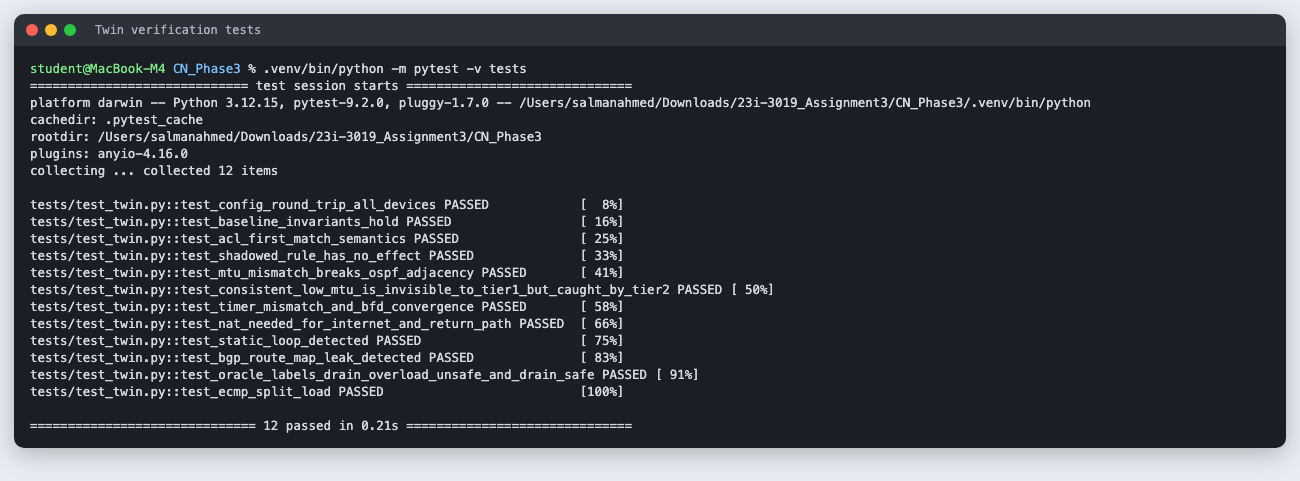 Twin verification tests
student@MacBook-M4 CN_Phase3 % .venv/bin/python -m pytest -v tests
============================= test session starts ==============================
platform darwin -- Python 3.12.15, pytest-9.2.0, pluggy-1.7.0 -- /Users/salmanahmed/Downloads/23i-3019_Assignment3/CN_Phase3/.venv/bin/python
cachedir: .pytest_cache
rootdir: /Users/salmanahmed/Downloads/23i-3019_Assignment3/CN_Phase3
plugins: anyio-4.16.0
collecting ... collected 12 items
tests/test_twin.py::test_config_round_trip_all_devices PASSED            [  8%]
tests/test_twin.py::test_baseline_invariants_hold PASSED                 [ 16%]
tests/test_twin.py::test_acl_first_match_semantics PASSED                [ 25%]
tests/test_twin.py::test_shadowed_rule_has_no_effect PASSED              [ 33%]
tests/test_twin.py::test_mtu_mismatch_breaks_ospf_adjacency PASSED       [ 41%]
tests/test_twin.py::test_consistent_low_mtu_is_invisible_to_tier1_but_caught_by_tier2 PASSED [ 50%]
tests/test_twin.py::test_timer_mismatch_and_bfd_convergence PASSED       [ 58%]
tests/test_twin.py::test_nat_needed_for_internet_and_return_path PASSED  [ 66%]
tests/test_twin.py::test_static_loop_detected PASSED                     [ 75%]
tests/test_twin.py::test_bgp_route_map_leak_detected PASSED              [ 83%]
tests/test_twin.py::test_oracle_labels_drain_overload_unsafe_and_drain_safe PASSED [ 91%]
tests/test_twin.py::test_ecmp_split_load PASSED                          [100%]
============================== 12 passed in 0.21s ==============================